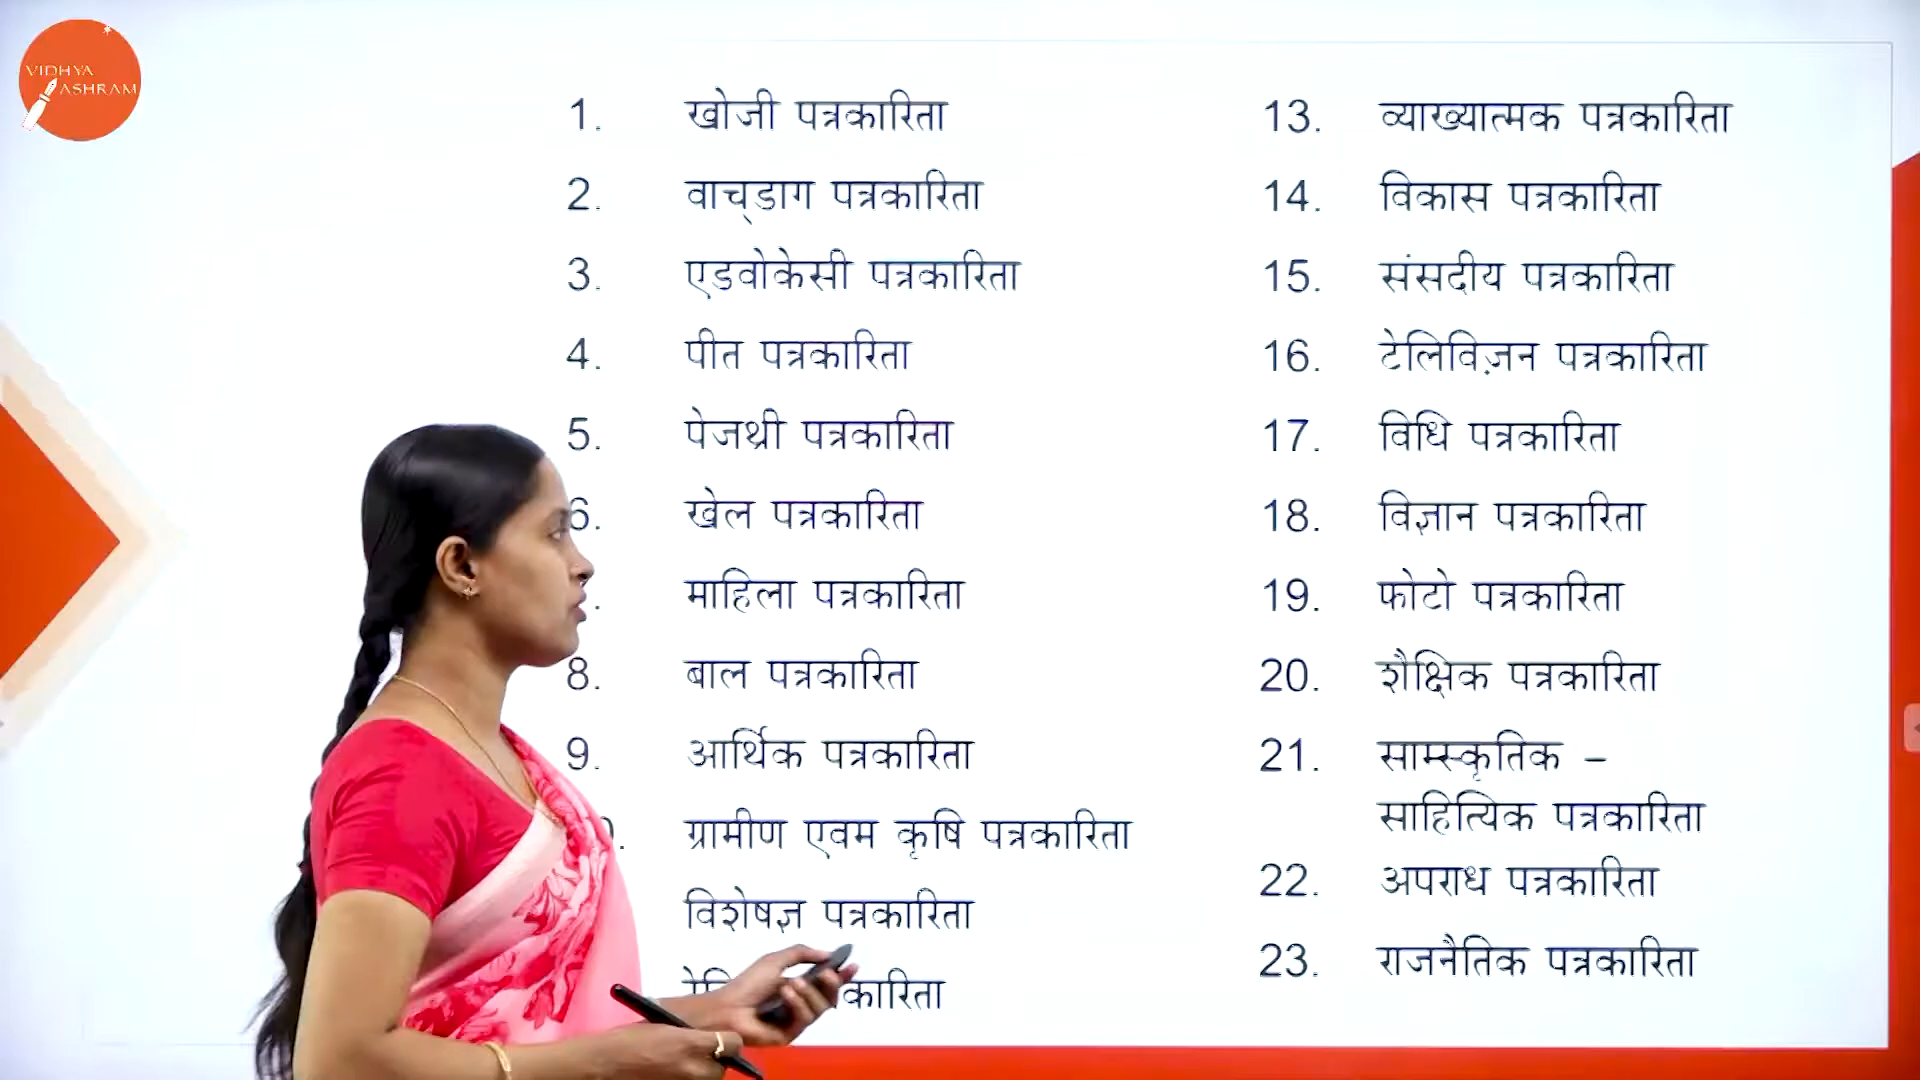 VIDHYA
ASHRAM
1. खोजी पत्रकारिता
2. वाच्डाग पत्रकारिता
3. एडवोकेसी पत्रकारिता
4. पीत पत्रकारिता
5. पेजथ्री पत्रकारिता
6. खेल पत्रकारिता
. माहिला पत्रकारिता
8. बाल पत्रकारिता
9. आर्थिक पत्रकारिता
. ग्रामीण एवम कृषि पत्रकारिता
विशेषज्ञ पत्रकारिता
13. व्याख्यात्मक पत्रकारिता
14. विकास पत्रकारिता
15. संसदीय पत्रकारिता
16. टेलिविज़न पत्रकारिता
17. विधि पत्रकारिता
18. विज्ञान पत्रकारिता
19. फोटो पत्रकारिता
20. शैक्षिक पत्रकारिता
21. साम्स्कृतिक –
साहित्यिक पत्रकारिता
22. अपराध पत्रकारिता
23. राजनैतिक पत्रकारिता